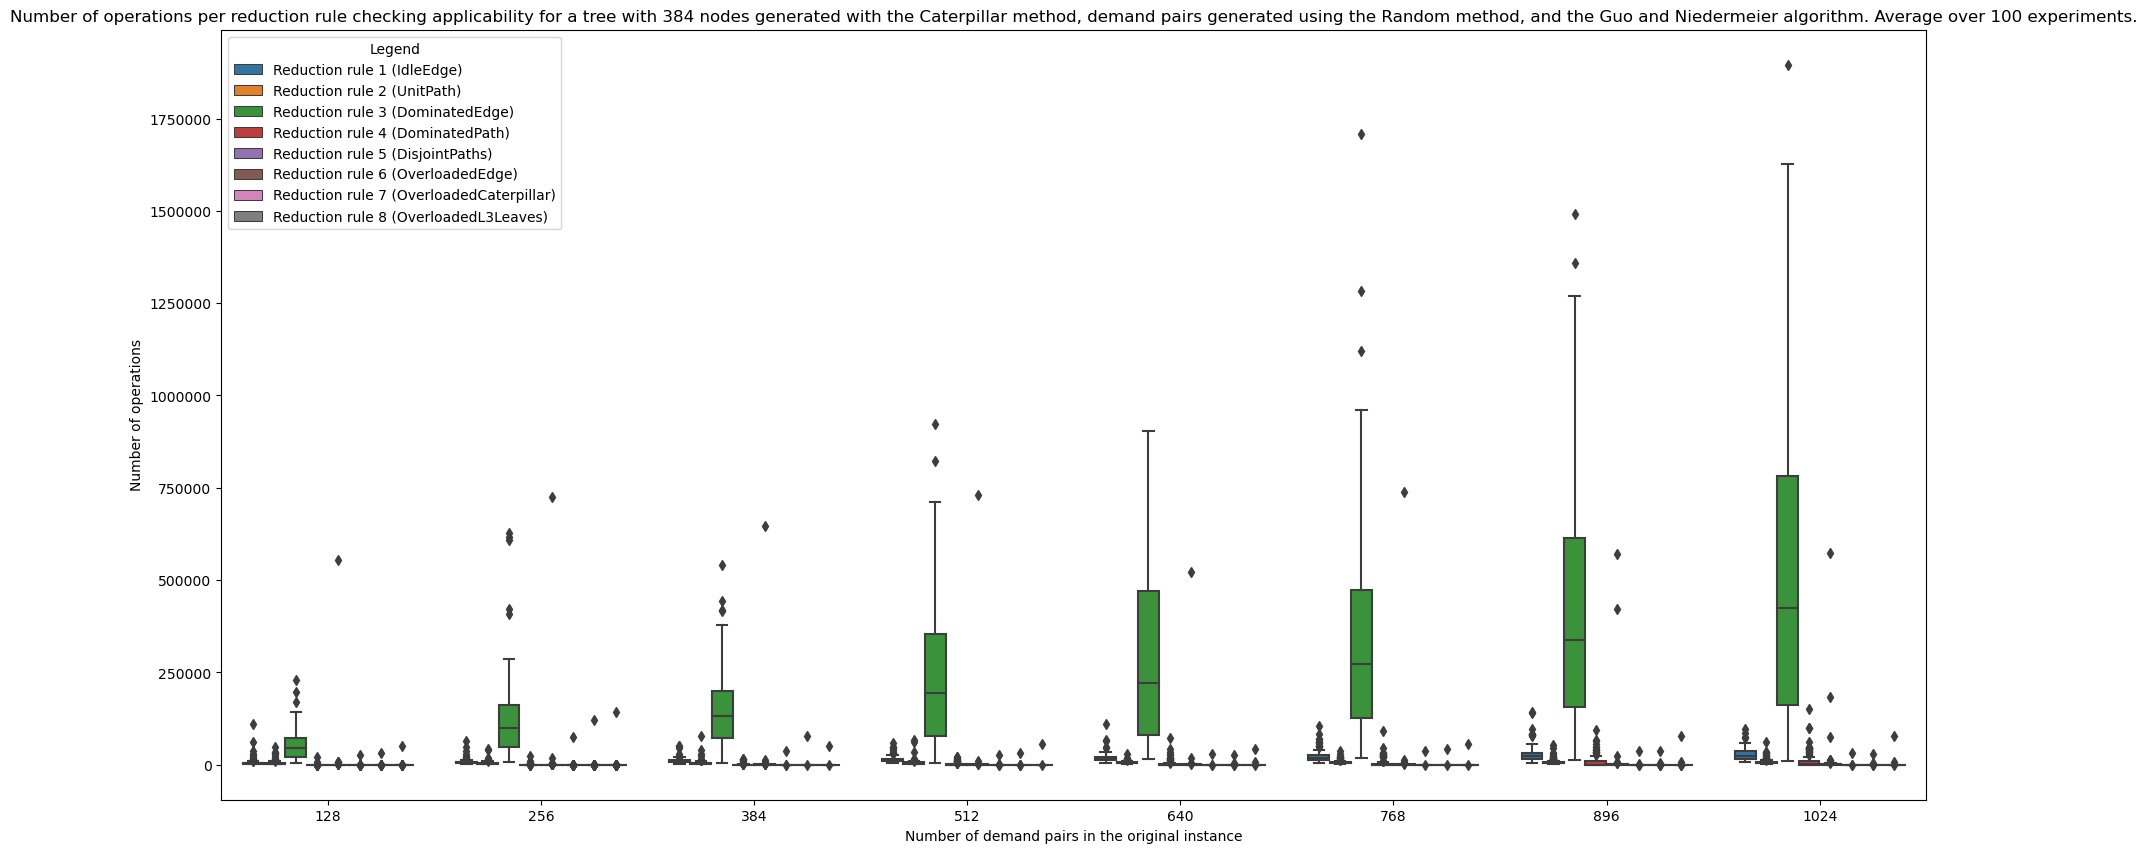 Number of operations per reduction rule checking applicability for a tree with 384 nodes generated with the Caterpillar method, demand pairs generated using the Random method, and the Guo and Niedermeier algorithm. Average over 100 experiments.
Legend
Reduction rule 1 (IdleEdge)
Reduction rule 2 (UnitPath)
Reduction rule 3 (DominatedEdge)
Reduction rule 4 (DominatedPath)
Reduction rule 5 (DisjointPaths)
Reduction rule 6 (OverloadedEdge)
Reduction rule 7 (OverloadedCaterpillar)
Reduction rule 8 (OverloadedL3Leaves)
Number of operations
1750000
1500000
1250000
1000000
750000
500000
250000
0
128 256 384 512 640 768 896 1024
Number of demand pairs in the original instance